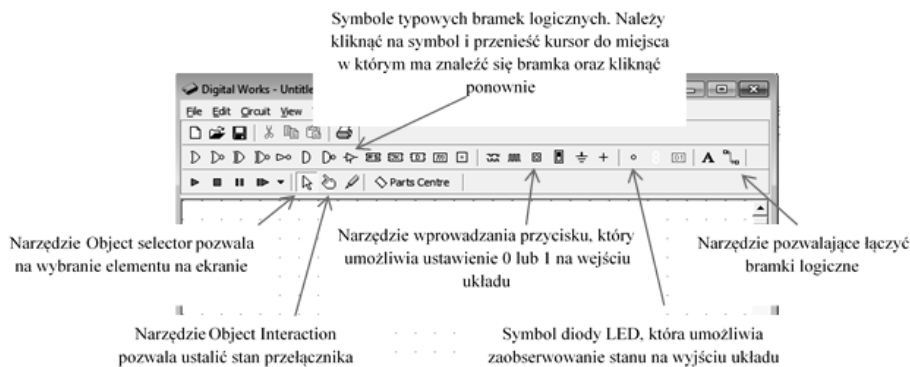 Symbole typowych bramek logicznych. Należy
kliknąć na symbol i przenieść kursor do miejsca
w którym ma znaleźć się bramka oraz kliknąć
ponownie
Digital Works - Untitle
File Edit Circuit View
A
Parts Centre
Narzędzie Object selector pozwala
na wybranie elementu na ekranie
Narzędzie wprowadzania przycisku, który
umożliwia ustawienie 0 lub 1 na wejściu
układu
Narzędzie pozwalające łączyć
bramki logiczne
Narzędzie Object Interaction
pozwala ustalić stan przełącznika
Symbol diody LED, która umożliwia
zaobserwowanie stanu na wyjściu układu